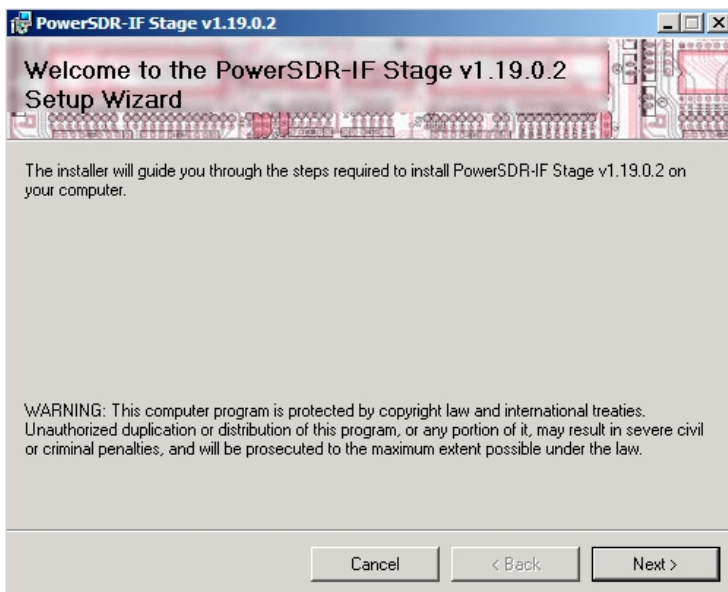 PowerSDR-IF Stage v1.19.0.2
Welcome to the PowerSDR-IF Stage v1.19.0.2
Setup Wizard
The installer will guide you through the steps required to install PowerSDR-IF Stage v1.19.0.2 on
your computer.
WARNING: This computer program is protected by copyright law and international treaties.
Unauthorized duplication or distribution of this program, or any portion of it, may result in severe civil
or criminal penalties, and will be prosecuted to the maximum extent possible under the law.
Cancel
< Back
Next >